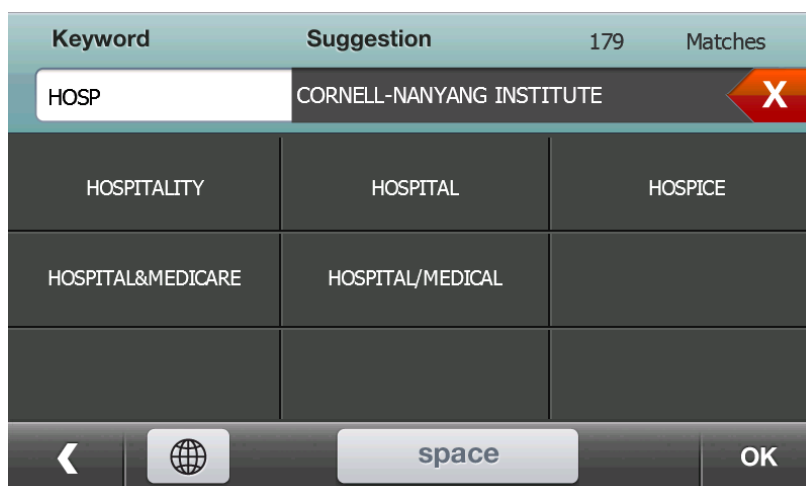 Keyword Suggestion 179 Matches
HOSP CORNELL-NANYANG INSTITUTE X
HOSPITALITY HOSPITAL HOSPICE
HOSPITAL&MEDICARE HOSPITAL/MEDICAL
space OK